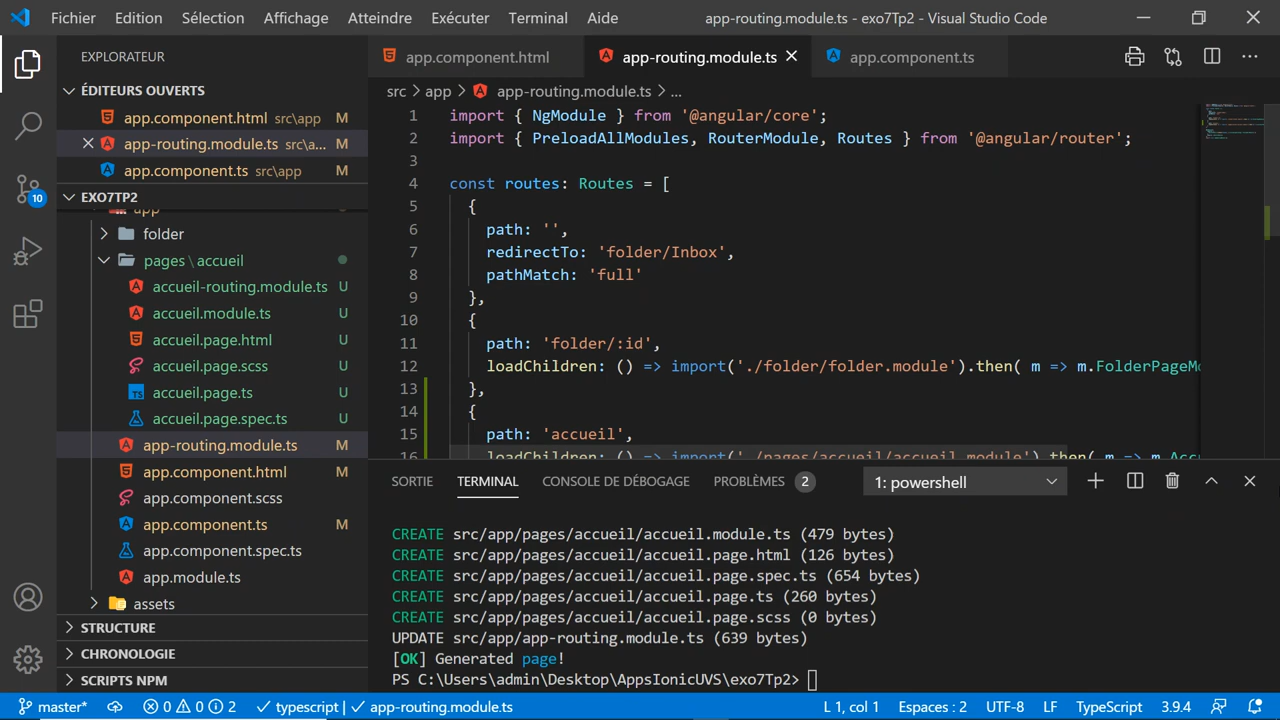 Fichier Edition Sélection Affichage Atteindre Exécuter Terminal Aide app-routing.module.ts - exo7Tp2 - Visual Studio Code
EXPLORATEUR
ÉDITEURS OUVERTS
app.component.html src\app M
app-routing.module.ts src\a... M
app.component.ts src\app M
10
EXO7TP2
app
folder
pages \ accueil
accueil-routing.module.ts U
accueil.module.ts U
accueil.page.html U
accueil.page.scss U
accueil.page.ts U
accueil.page.spec.ts U
app-routing.module.ts M
app.component.html M
app.component.scss
app.component.ts M
app.component.spec.ts
app.module.ts
assets
STRUCTURE
CHRONOLOGIE
SCRIPTS NPM
app.component.html app-routing.module.ts app.component.ts
src > app > app-routing.module.ts > ...
1 import { NgModule } from '@angular/core';
2 import { PreloadAllModules, RouterModule, Routes } from '@angular/router';
3
4 const routes: Routes = [
5 {
6 path: '',
7 redirectTo: 'folder/Inbox',
8 pathMatch: 'full'
9 },
10 {
11 path: 'folder/:id',
12 loadChildren: () => import('./folder/folder.module').then( m => m.FolderPageMo
13 },
14 {
15 path: 'accueil',
16 loadChildren: () => import('./pages/accueil/accueil.module').then( m => m.Accu
SORTIE TERMINAL CONSOLE DE DÉBOGAGE PROBLÈMES 2 1: powershell
CREATE src/app/pages/accueil/accueil.module.ts (479 bytes)
CREATE src/app/pages/accueil/accueil.page.html (126 bytes)
CREATE src/app/pages/accueil/accueil.page.spec.ts (654 bytes)
CREATE src/app/pages/accueil/accueil.page.ts (260 bytes)
CREATE src/app/pages/accueil/accueil.page.scss (0 bytes)
UPDATE src/app/app-routing.module.ts (639 bytes)
[OK] Generated page!
PS C:\Users\admin\Desktop\AppsIonicUVS\exo7Tp2>
master* 0 0 2 typescript | app-routing.module.ts L 1, col 1 Espaces : 2 UTF-8 LF TypeScript 3.9.4